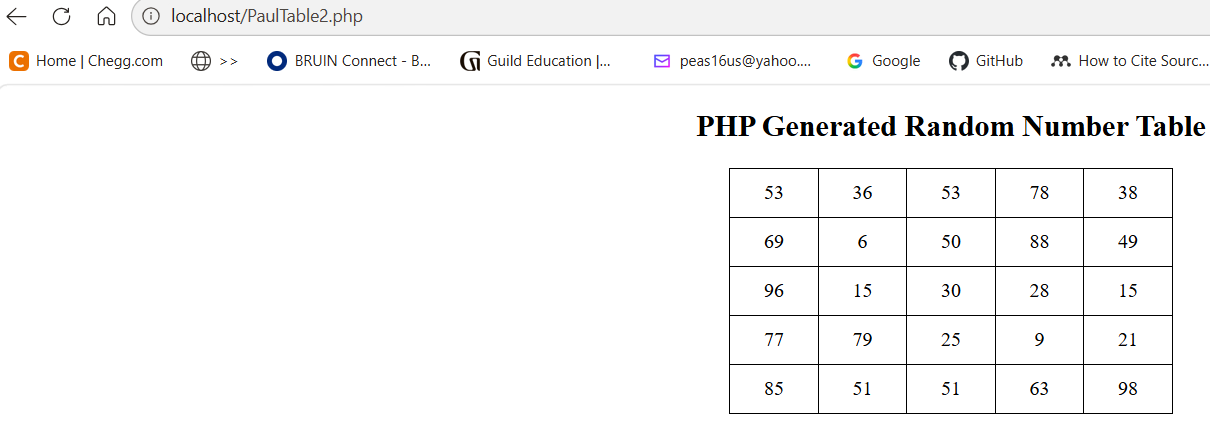 localhost/PaulTable2.php
Home | Chegg.com >> BRUIN Connect - B... Guild Education |... peas16us@yahoo.... Google GitHub How to Cite Sourc...
PHP Generated Random Number Table
53 36 53 78 38
69 6 50 88 49
96 15 30 28 15
77 79 25 9 21
85 51 51 63 98